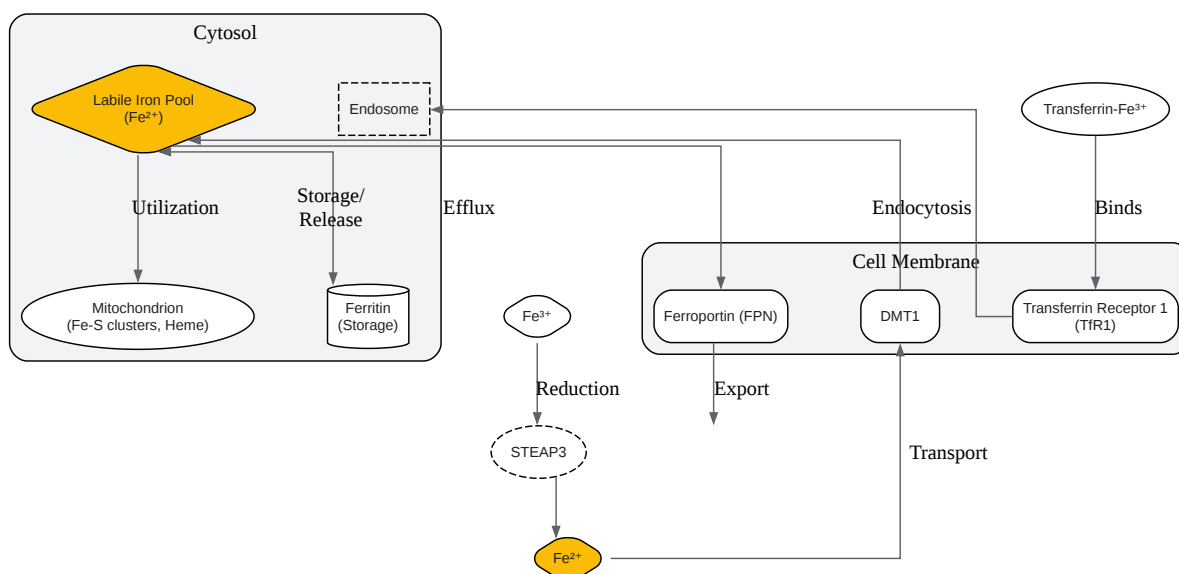 Cytosol
Labile Iron Pool
(Fe²⁺)
Endosome
Transferrin-Fe³⁺
Utilization
Storage/
Release
Efflux
Endocytosis
Binds
Cell Membrane
Mitochondrion
(Fe-S clusters, Heme)
Ferritin
(Storage)
Fe³⁺
Ferroportin (FPN)
DMT1
Transferrin Receptor 1
(TfR1)
Reduction
Export
STEAP3
Transport
Fe²⁺